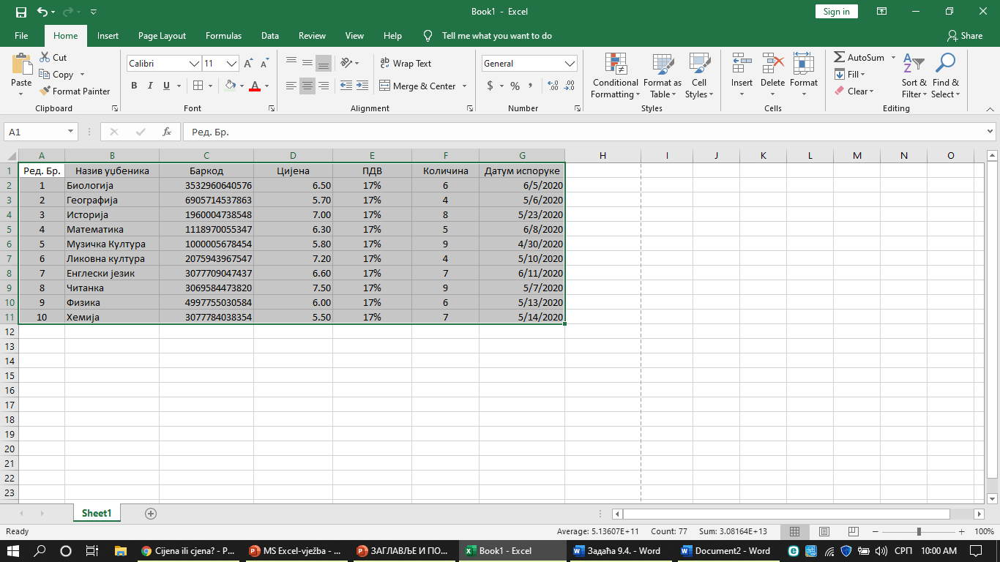 Book1 - Excel
Sign in
File Home Insert Page Layout Formulas Data Review View Help Tell me what you want to do Share
Paste Cut Copy Format Painter Clipboard
Calibri 11 A A B I U A Font
ab Wrap Text Merge & Center Alignment
General $ % , .00 .0 Number
Conditional Formatting Format as Table Cell Styles Styles
Insert Delete Format Cells
AutoSum Fill Clear Sort & Filter Find & Select Editing
A1 fx Ред. Бр.
A B C D E F G H I J K L M N O
1 Ред. Бр. Назив уџбеника Баркод Цијена ПДВ Количина Датум испоруке
2 1 Биологија 3532960640576 6.50 17% 6 6/5/2020
3 2 Географија 6905714537863 5.70 17% 4 5/6/2020
4 3 Историја 1960004738548 7.00 17% 8 5/23/2020
5 4 Математика 1118970055347 6.30 17% 5 6/8/2020
6 5 Музичка Култура 1000005678454 5.80 17% 9 4/30/2020
7 6 Ликовна култура 2075943967547 7.20 17% 4 5/10/2020
8 7 Енглески језик 3077709047437 6.60 17% 7 6/11/2020
9 8 Читанка 3069584473820 7.50 17% 9 5/7/2020
10 9 Физика 4997755030584 6.00 17% 6 5/13/2020
11 10 Хемија 3077784038354 5.50 17% 7 5/14/2020
12
13
14
15
16
17
18
19
20
21
22
23
Sheet1
Ready Average: 5.13607E+11 Count: 77 Sum: 3.08164E+13 100%
Cijena ili cjena? - P... MS Excel-vježba - ... ЗАГЛАВЉЕ И ПО... Book1 - Excel Задаћа 9.4. - Word Document2 - Word СРП 10:00 AM